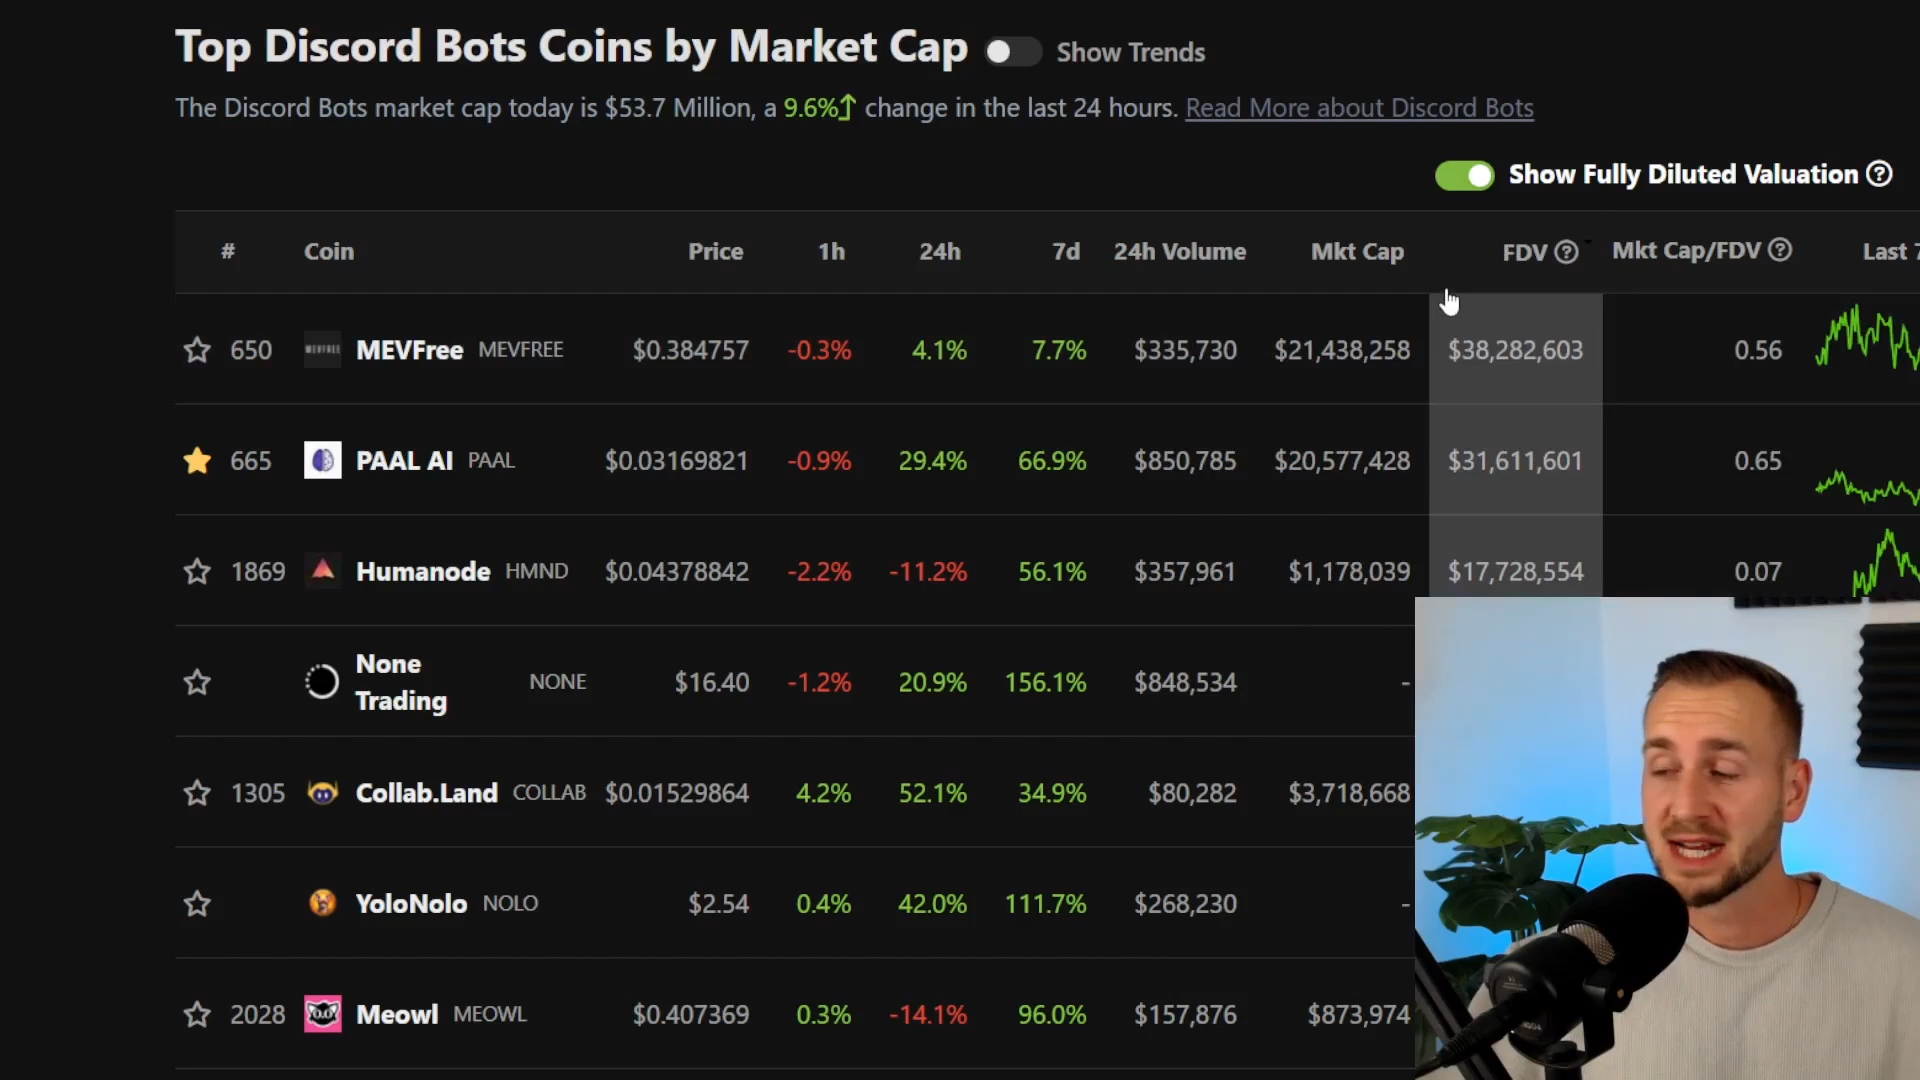 Top Discord Bots Coins by Market Cap Show Trends
The Discord Bots market cap today is $53.7 Million, a 9.6% change in the last 24 hours. Read More about Discord Bots
Show Fully Diluted Valuation ?
# Coin Price 1h 24h 7d 24h Volume Mkt Cap FDV ? Mkt Cap/FDV ? Last 7
650 MEVFREE MEVFree MEVFREE $0.384757 -0.3% 4.1% 7.7% $335,730 $21,438,258 $38,282,603 0.56
665 PAAL AI PAAL $0.03169821 -0.9% 29.4% 66.9% $850,785 $20,577,428 $31,611,601 0.65
1869 Humanode HMND $0.04378842 -2.2% -11.2% 56.1% $357,961 $1,178,039 $17,728,554 0.07
None
Trading NONE $16.40 -1.2% 20.9% 156.1% $848,534 -
1305 Collab.Land COLLAB $0.01529864 4.2% 52.1% 34.9% $80,282 $3,718,668
YoloNolo NOLO $2.54 0.4% 42.0% 111.7% $268,230 -
2028 Meowl MEOWL $0.407369 0.3% -14.1% 96.0% $157,876 $873,974